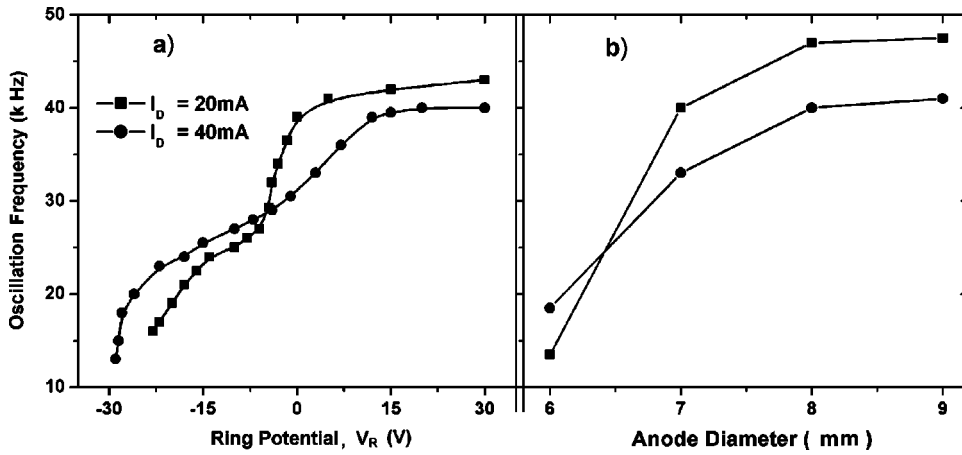 a)
b)
I_D = 20mA
I_D = 40mA
Oscillation Frequency (k Hz)
50
40
30
20
10
-30 -15 0 15 30
6 7 8 9
Ring Potential, V_R (V)
Anode Diameter ( mm )